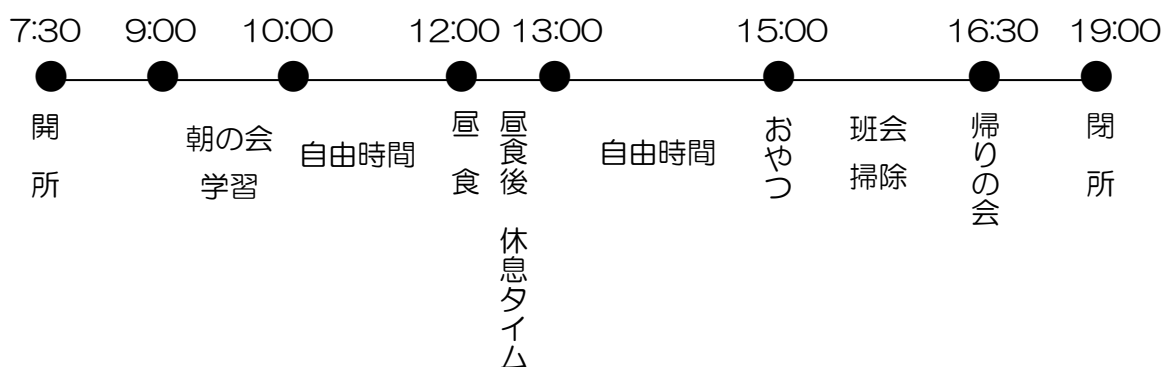 7:30 9:00 10:00 12:00 13:00 15:00 16:30 19:00
開所
朝の会
学習
自由時間
昼食
昼食後 休息タイム
自由時間
おやつ
班会
掃除
帰りの会
閉所